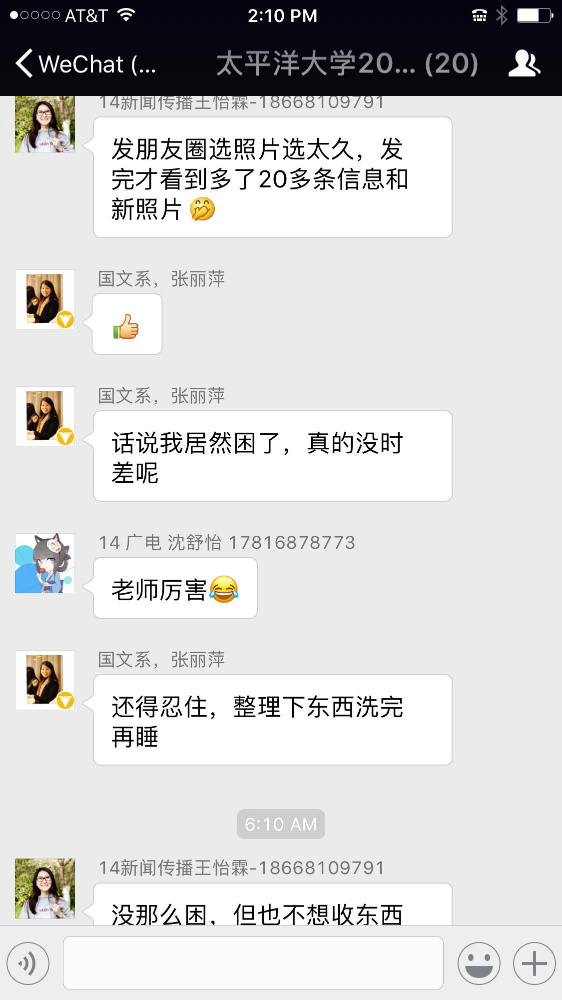 AT&T 2:10 PM
WeChat (... 太平洋大学20... (20)
14新闻传播王怡霖-18668109791
发朋友圈选照片选太久，发
完才看到多了20多条信息和
新照片🤭
国文系，张丽萍
👍
国文系，张丽萍
话说我居然困了，真的没时
差呢
14 广电 沈舒怡 17816878773
老师厉害😂
国文系，张丽萍
还得忍住，整理下东西洗完
再睡
6:10 AM
14新闻传播王怡霖-18668109791
没那么困，但也不想收东西